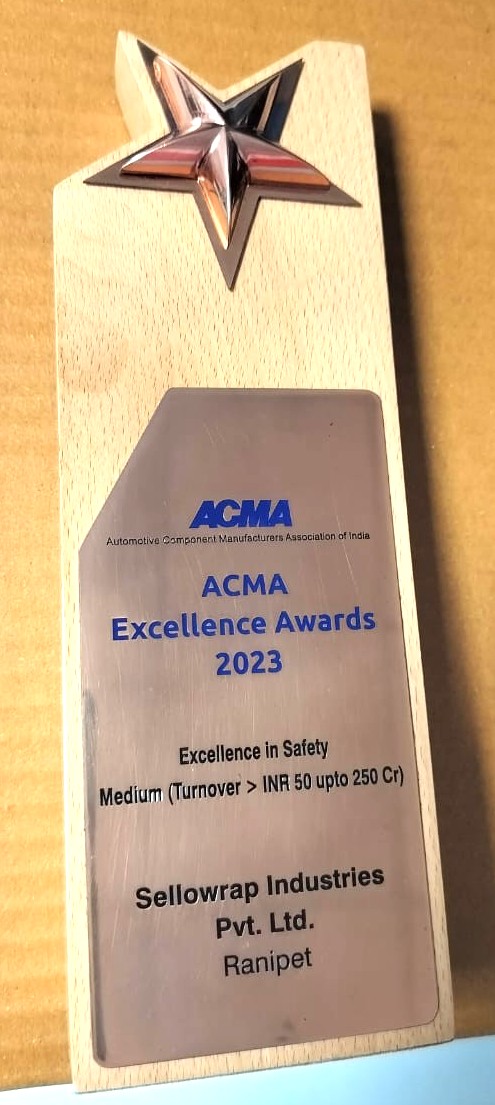 ACMA
Automotive Component Manufacturers Association of India
ACMA
Excellence Awards
2023
Excellence in Safety
Medium (Turnover > INR 50 upto 250 Cr)
Sellowrap Industries
Pvt. Ltd.
Ranipet